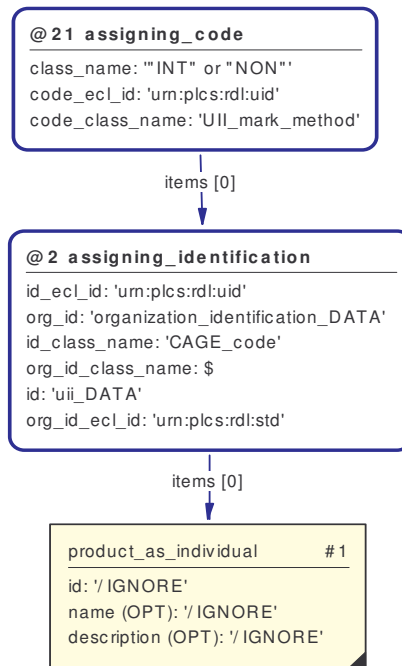 @21 assigning_code
class_name: '"INT" or "NON"'
code_ecl_id: 'urn:plcs:rdl:uid'
code_class_name: 'UII_mark_method'
items [0]
@2 assigning_identification
id_ecl_id: 'urn:plcs:rdl:uid'
org_id: 'organization_identification_DATA'
id_class_name: 'CAGE_code'
org_id_class_name: $
id: 'uii_DATA'
org_id_ecl_id: 'urn:plcs:rdl:std'
items [0]
product_as_individual #1
id: '/IGNORE'
name (OPT): '/IGNORE'
description (OPT): '/IGNORE'